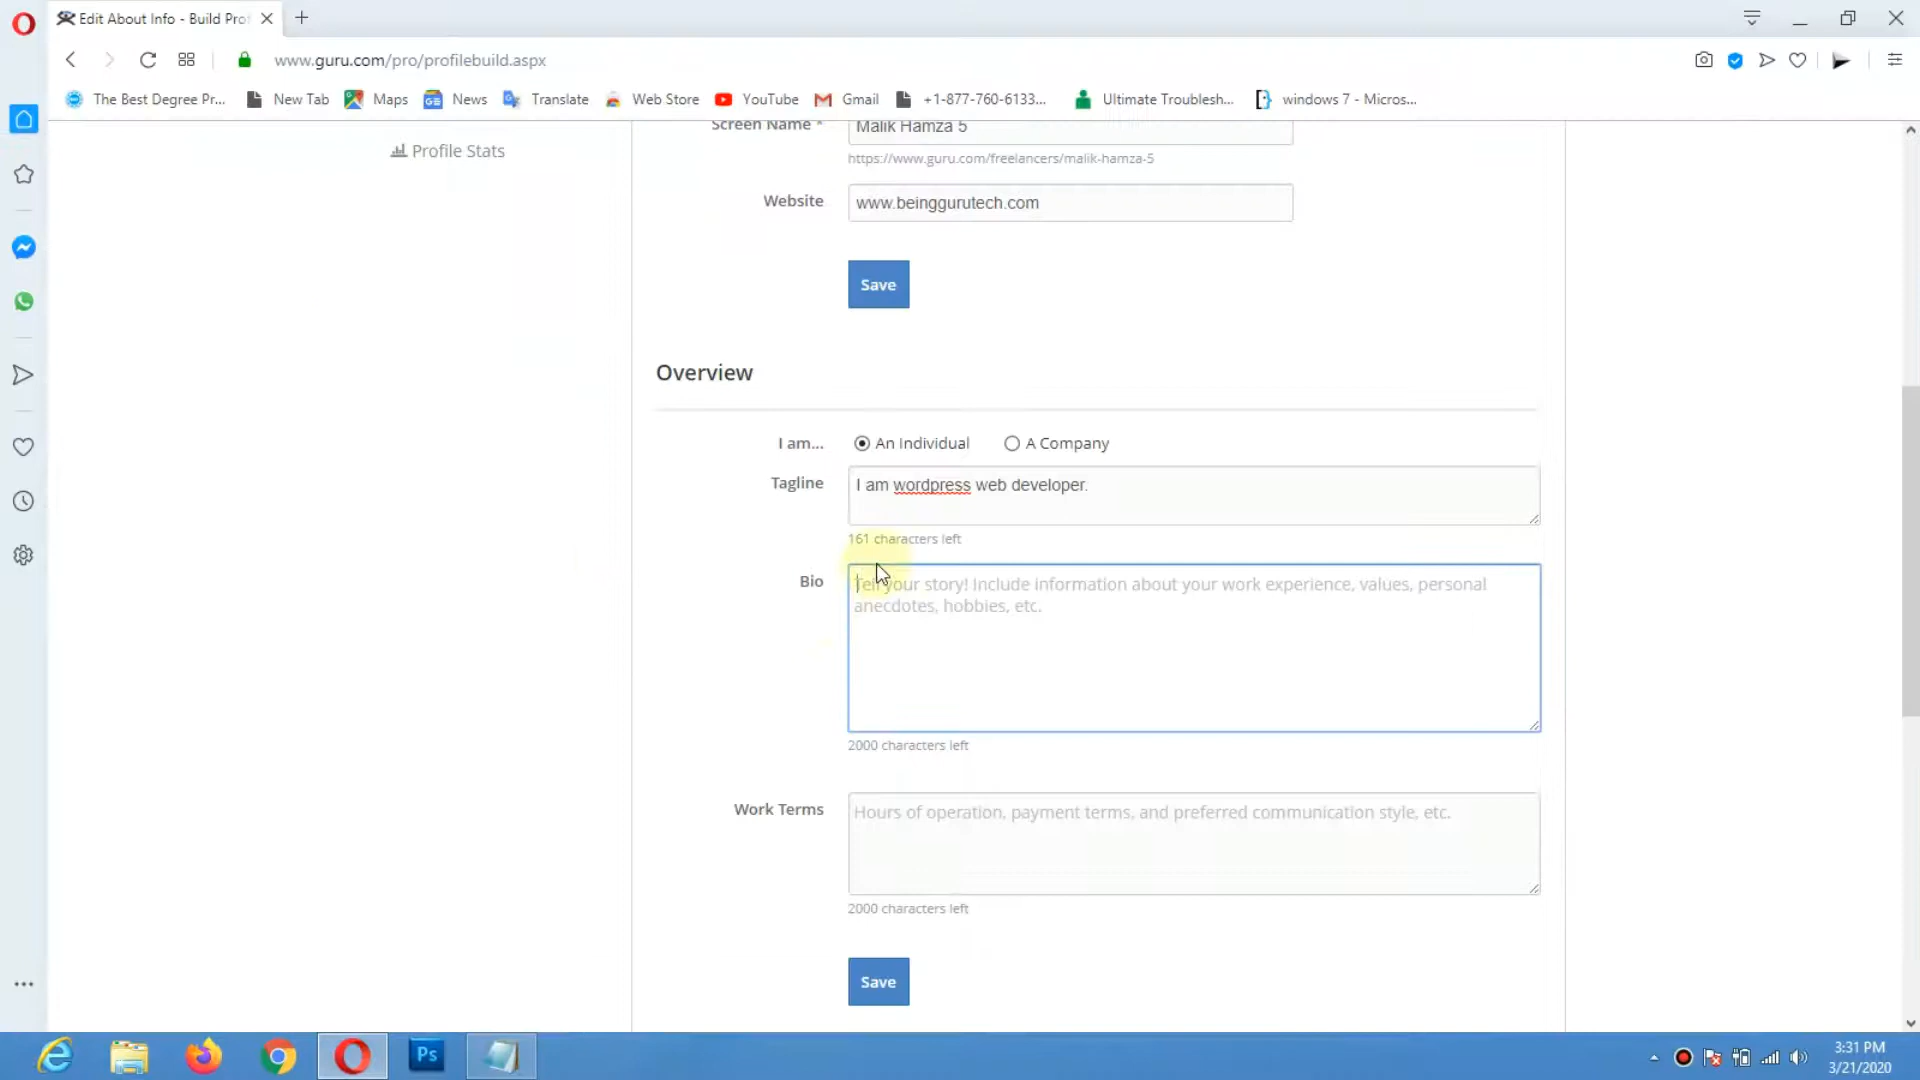 Edit About Info - Build Prof
www.guru.com/pro/profilebuild.aspx
The Best Degree Pr...
New Tab
Maps
News
Translate
Web Store
YouTube
Gmail
+1-877-760-6133...
Ultimate Troublesh...
windows 7 - Micros...
Profile Stats
Screen Name *
Malik Hamza 5
https://www.guru.com/freelancers/malik-hamza-5
Website
www.beinggurutech.com
Save
Overview
I am...
An Individual
A Company
Tagline
I am wordpress web developer.
161 characters left
Bio
Tell your story! Include information about your work experience, values, personal
anecdotes, hobbies, etc.
2000 characters left
Work Terms
Hours of operation, payment terms, and preferred communication style, etc.
2000 characters left
Save
Ps
3:31 PM
3/21/2020